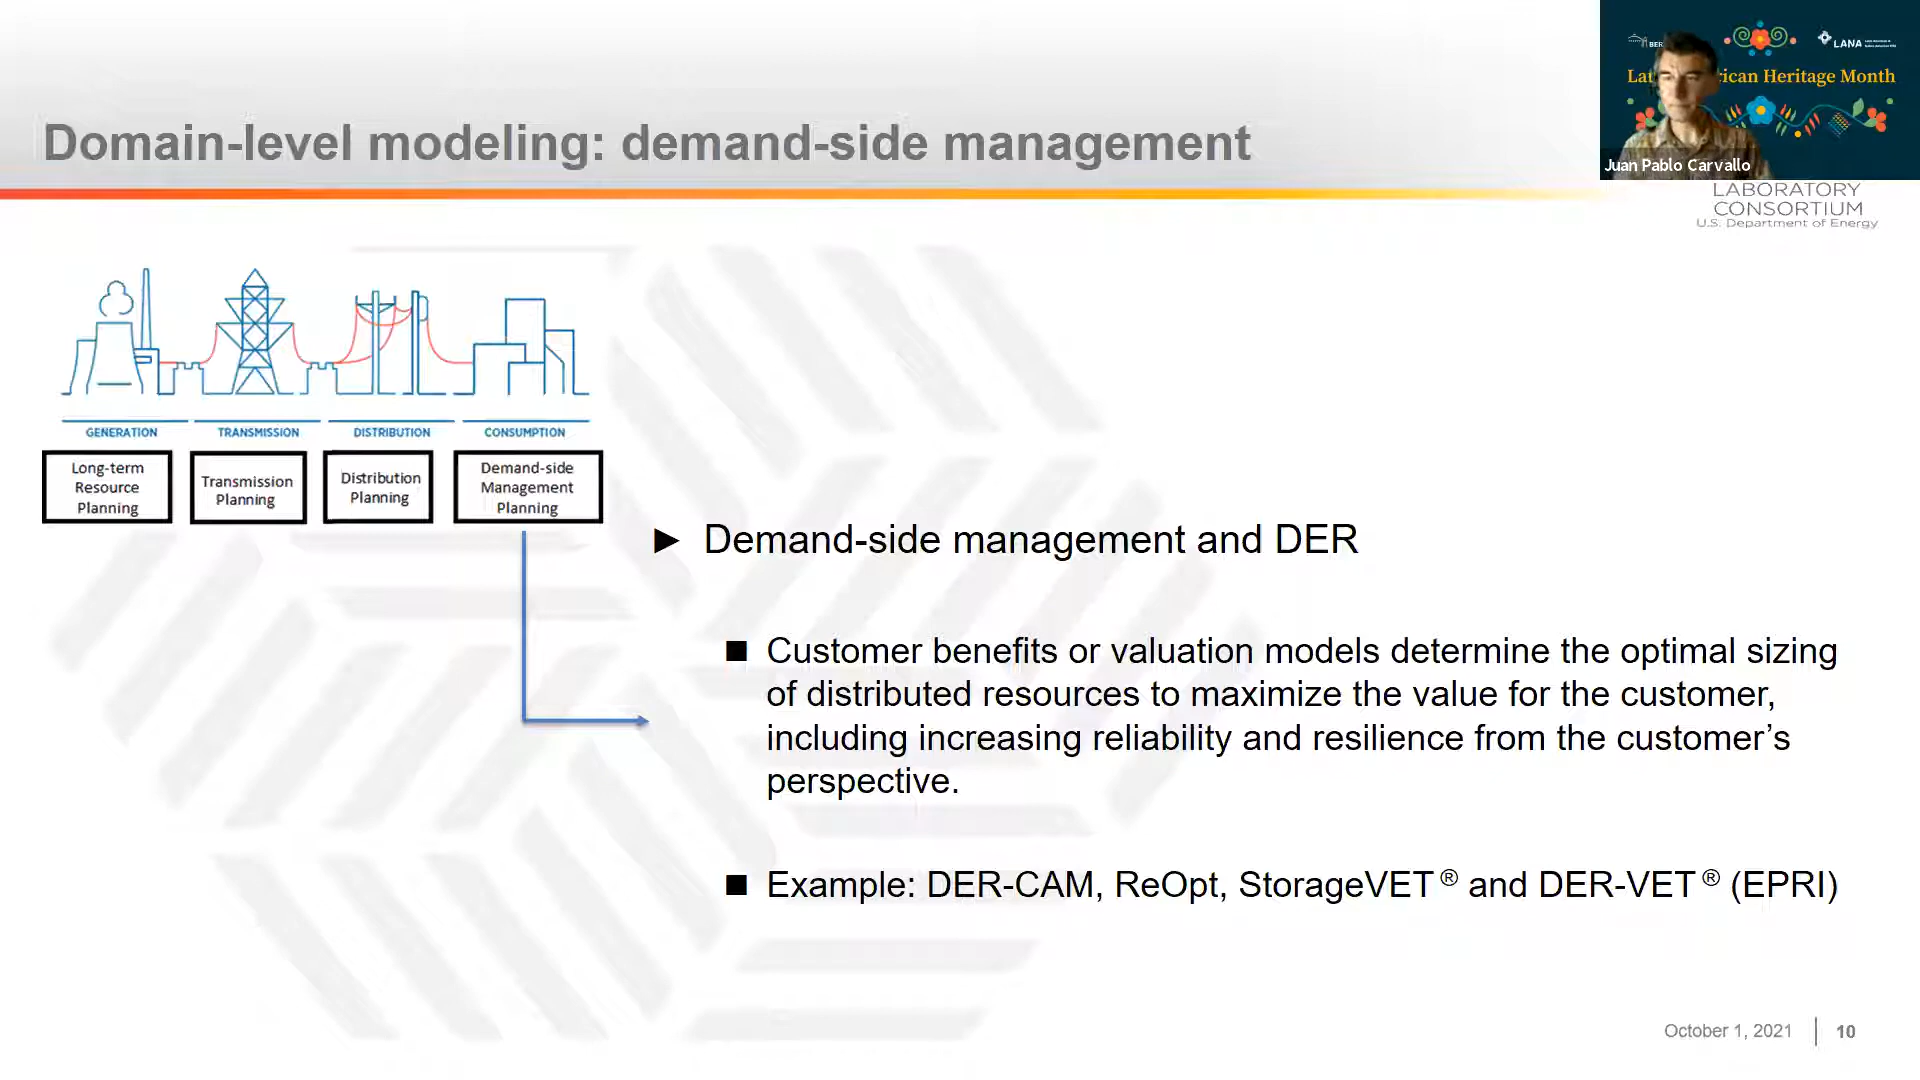 Domain-level modeling: demand-side management
BER
LANA
Lat
ican Heritage Month
Juan Pablo Carvallo
LABORATORY
CONSORTIUM
U.S. Department of Energy
GENERATION
TRANSMISSION
DISTRIBUTION
CONSUMPTION
Long-term
Resource
Planning
Transmission
Planning
Distribution
Planning
Demand-side
Management
Planning
► Demand-side management and DER
■ Customer benefits or valuation models determine the optimal sizing
of distributed resources to maximize the value for the customer,
including increasing reliability and resilience from the customer’s
perspective.
■ Example: DER-CAM, ReOpt, StorageVET® and DER-VET® (EPRI)
October 1, 2021
10